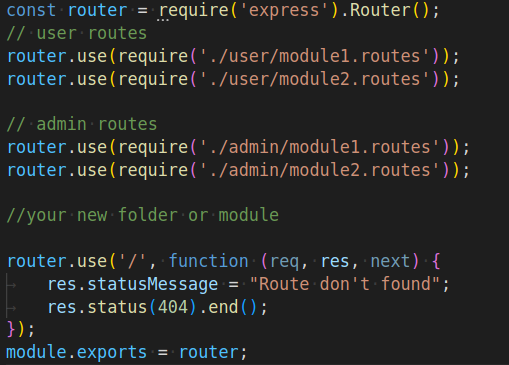 const router = require('express').Router();
// user routes
router.use(require('./user/module1.routes'));
router.use(require('./user/module2.routes'));
// admin routes
router.use(require('./admin/module1.routes'));
router.use(require('./admin/module2.routes'));
//your new folder or module
router.use('/', function (req, res, next) {
    res.statusMessage = "Route don't found";
    res.status(404).end();
});
module.exports = router;